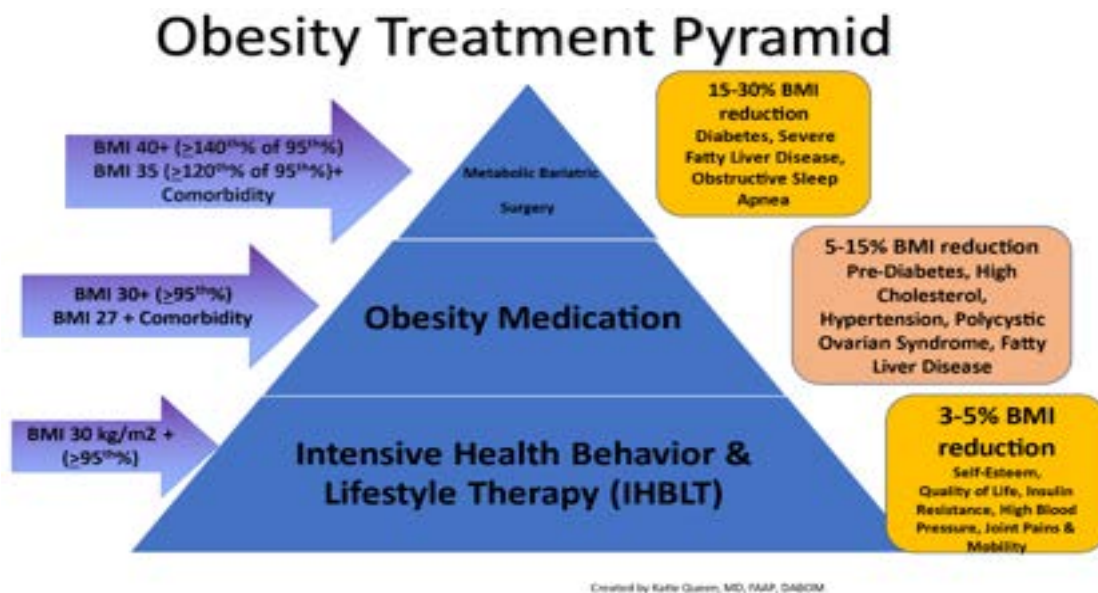 Obesity Treatment Pyramid
BMI 40+ (≥140th% of 95th%)
BMI 35 (≥120th% of 95th%)+
Comorbidity
Metabolic Bariatric
Surgery
15-30% BMI
reduction
Diabetes, Severe
Fatty Liver Disease,
Obstructive Sleep
Apnea
BMI 30+ (≥95th%)
BMI 27 + Comorbidity
Obesity Medication
5-15% BMI reduction
Pre-Diabetes, High
Cholesterol,
Hypertension, Polycystic
Ovarian Syndrome, Fatty
Liver Disease
BMI 30 kg/m2 +
(≥95th%)
Intensive Health Behavior &
Lifestyle Therapy (IHBLT)
3-5% BMI
reduction
Self-Esteem,
Quality of Life, Insulin
Resistance, High Blood
Pressure, Joint Pains &
Mobility
Created by Katie Queen, MD, FAAP, DABOM